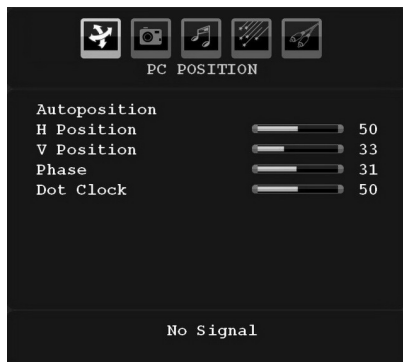 PC POSITION
Autoposition
H Position 50
V Position 33
Phase 31
Dot Clock 50
No Signal